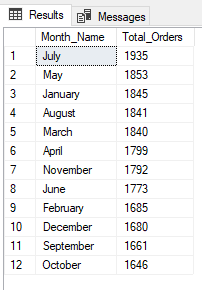 Results Messages
Month_Name Total_Orders
1 July 1935
2 May 1853
3 January 1845
4 August 1841
5 March 1840
6 April 1799
7 November 1792
8 June 1773
9 February 1685
10 December 1680
11 September 1661
12 October 1646